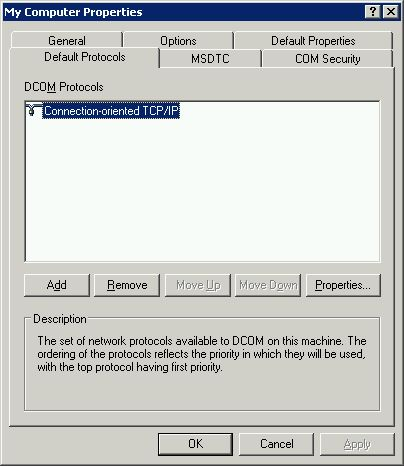 My Computer Properties
General Options Default Properties
Default Protocols MSDTC COM Security
DCOM Protocols
Connection-oriented TCP/IP
Add Remove Move Up Move Down Properties...
Description
The set of network protocols available to DCOM on this machine. The
ordering of the protocols reflects the priority in which they will be used,
with the top protocol having first priority.
OK Cancel Apply